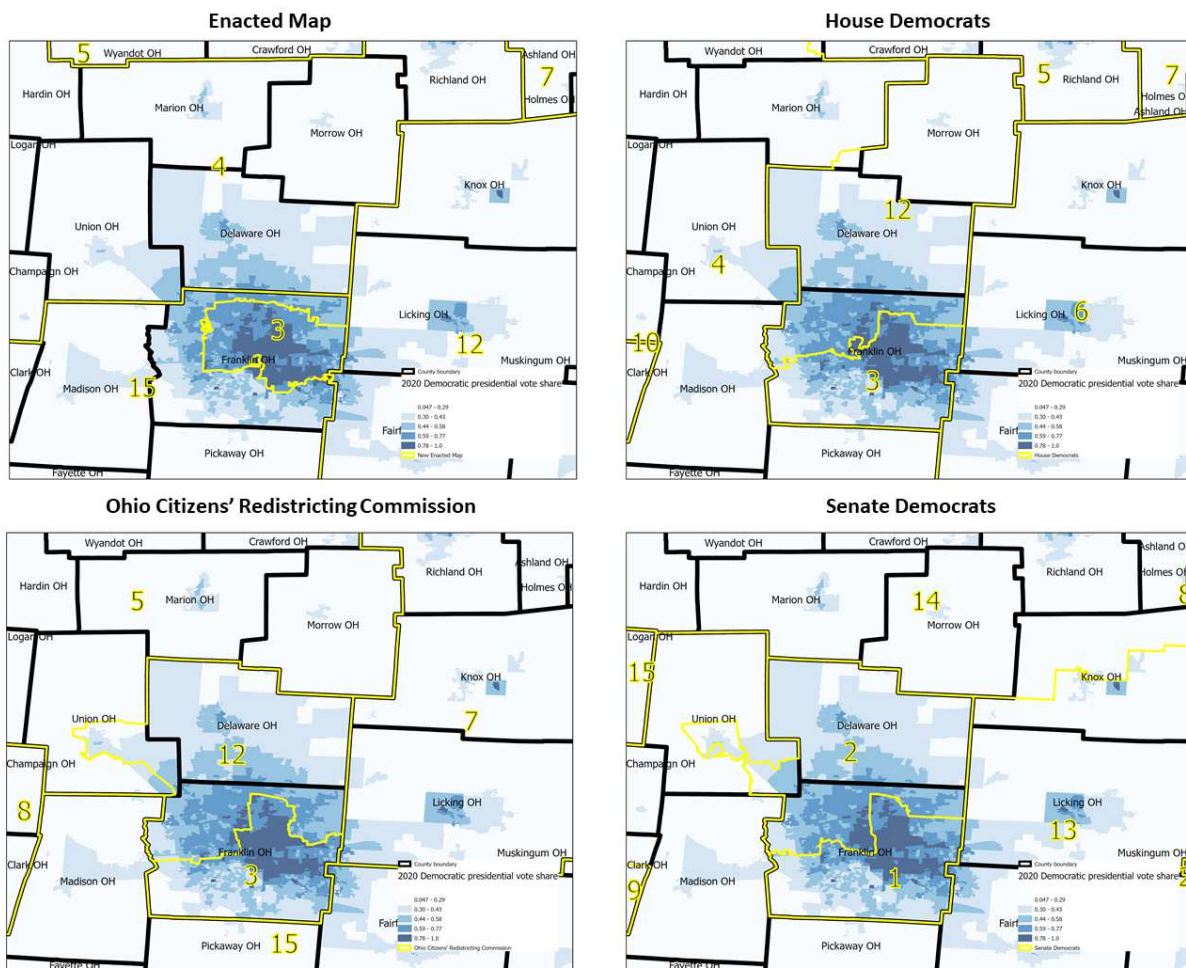 Enacted Map
5
Wyandot OH
Crawford OH
Ashland OH
7
Holmes O
Hardin OH
Marion OH
Richland OH
Morrow OH
Logan OH
4
Knox OH
Union OH
Delaware OH
Champaign OH
3
Licking OH
12
Franklin OH
Muskingum OH
Clark OH
Madison OH
15
Fairf
Pickaway OH
Fayette OH
County boundary
2020 Democratic presidential vote share
0.047 - 0.29
0.30 - 0.43
0.44 - 0.58
0.59 - 0.77
0.78 - 1.0
New Enacted Map
House Democrats
Wyandot OH
Crawford OH
5
Richland OH
7
Holmes O
Ashland OH
Hardin OH
Marion OH
Morrow OH
Logan OH
Knox OH
12
Union OH
Delaware OH
4
Champaign OH
Licking OH
6
10
Franklin OH
Muskingum OH
Clark OH
Madison OH
3
Fairf
Pickaway OH
Fayette OH
County boundary
2020 Democratic presidential vote share
0.047 - 0.29
0.30 - 0.43
0.44 - 0.58
0.59 - 0.77
0.78 - 1.0
House Democrats
Ohio Citizens' Redistricting Commission
Wyandot OH
Crawford OH
Ashland OH
Holmes O
Hardin OH
5
Marion OH
Richland OH
Morrow OH
Logan OH
Knox OH
Union OH
Delaware OH
7
12
Champaign OH
8
Licking OH
Franklin OH
Muskingum OH
Clark OH
3
Madison OH
Fairf
Pickaway OH
15
Fayette OH
County boundary
2020 Democratic presidential vote share
0.047 - 0.29
0.30 - 0.43
0.44 - 0.58
0.59 - 0.77
0.78 - 1.0
Ohio Citizens' Redistricting Commission
Senate Democrats
Wyandot OH
Crawford OH
Ashland OH
Holmes O
8
Hardin OH
Marion OH
14
Richland OH
Morrow OH
Logan OH
15
Knox OH
Union OH
Delaware OH
2
Champaign OH
Licking OH
13
Franklin OH
Muskingum OH
Clark OH
9
1
2
Madison OH
Fairf
Pickaway OH
Fayette OH
County boundary
2020 Democratic presidential vote share
0.047 - 0.29
0.30 - 0.43
0.44 - 0.58
0.59 - 0.77
0.78 - 1.0
Senate Democrats